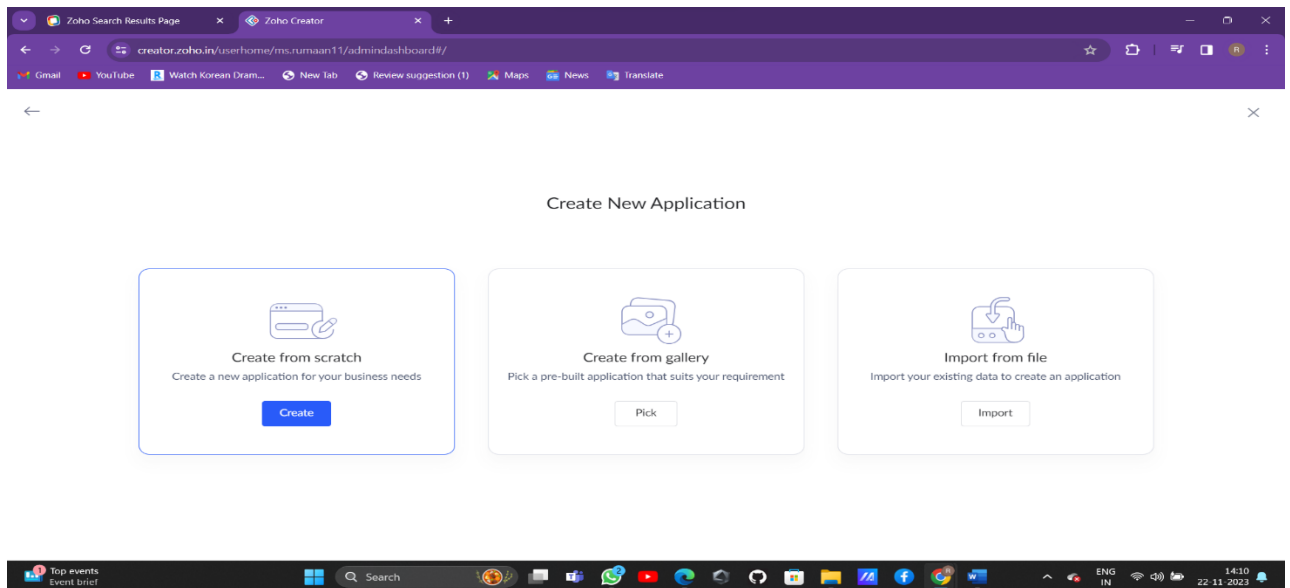 Zoho Search Results Page
Zoho Creator
creator.zoho.in/userhome/ms.rumaan11/admindashboard#/
R
Gmail
YouTube
R Watch Korean Dram...
New Tab
Review suggestion (1)
Maps
News
Translate
Create New Application
Create from scratch
Create a new application for your business needs
Create
Create from gallery
Pick a pre-built application that suits your requirement
Pick
Import from file
Import your existing data to create an application
Import
1
Top events
Event brief
Search
2
ENG
IN
14:10
22-11-2023